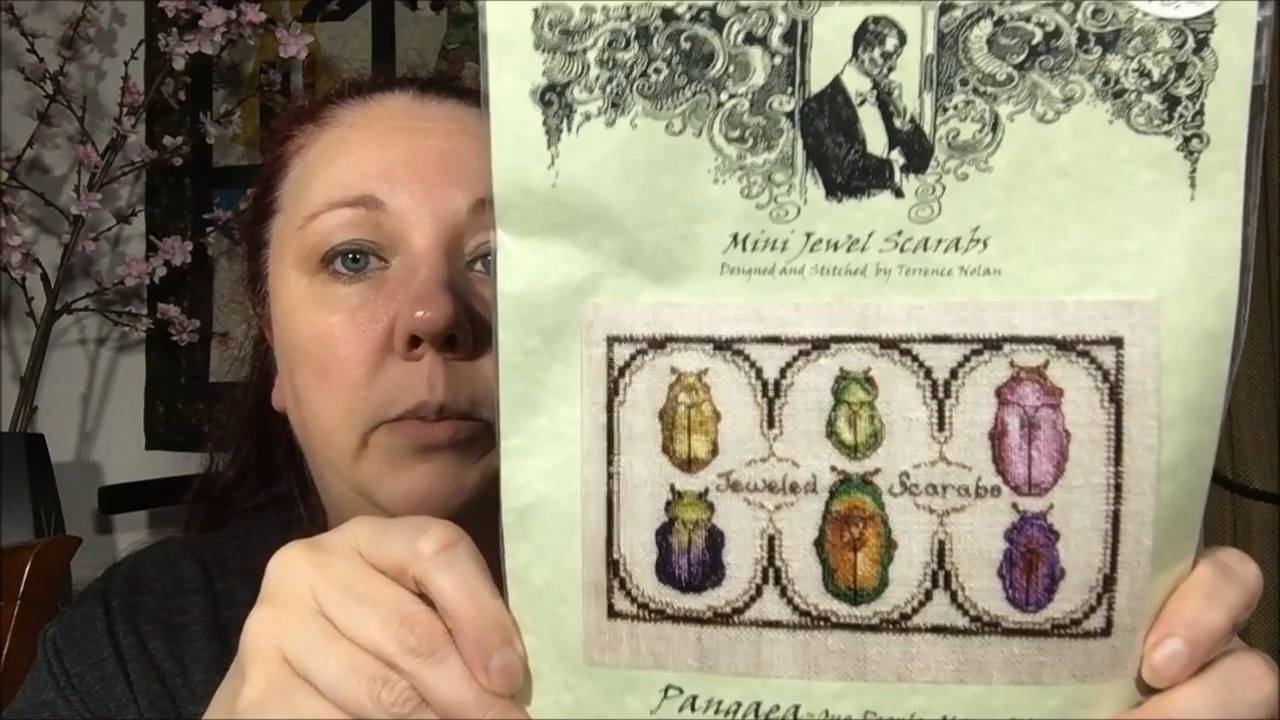 Mini Jewel Scarabs
Designed and Stitched by Terrence Nolan
Jeweled Scarabs
Pangaea